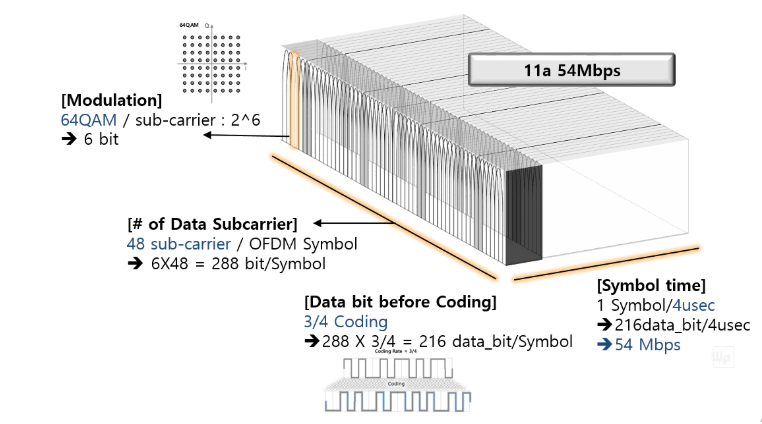 64QAM Q
I
11a 54Mbps
[Modulation]
64QAM / sub-carrier : 2^6
➔ 6 bit
[# of Data Subcarrier]
48 sub-carrier / OFDM Symbol
➔ 6X48 = 288 bit/Symbol
[Data bit before Coding]
3/4 Coding
➔288 X 3/4 = 216 data_bit/Symbol
Coding Rate = 3/4
Coding
[Symbol time]
1 Symbol/4usec
➔216data_bit/4usec
➔54 Mbps